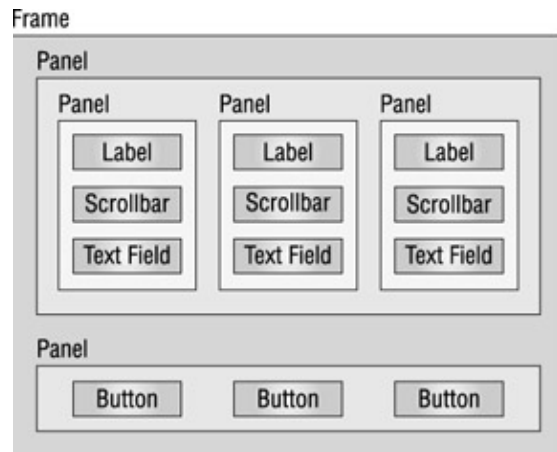 Frame
Panel
Panel Panel Panel
Label Label Label
Scrollbar Scrollbar Scrollbar
Text Field Text Field Text Field
Panel
Button Button Button